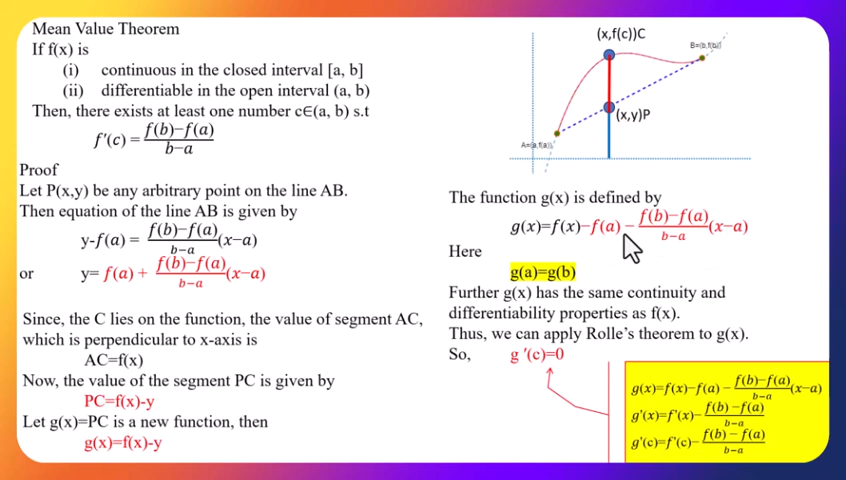 Mean Value Theorem
If f(x) is
(i) continuous in the closed interval [a, b]
(ii) differentiable in the open interval (a, b)
Then, there exists at least one number c∈(a, b) s.t
f'(c) = f(b)−f(a) / b−a
Proof
Let P(x,y) be any arbitrary point on the line AB.
Then equation of the line AB is given by
y-f(a) = f(b)−f(a) / b−a (x−a)
or y= f(a) + f(b)−f(a) / b−a (x−a)
Since, the C lies on the function, the value of segment AC,
which is perpendicular to x-axis is
AC=f(x)
Now, the value of the segment PC is given by
PC=f(x)-y
Let g(x)=PC is a new function, then
g(x)=f(x)-y
(x,f(c))C
B=(b,f(b))
(x,y)P
A=(a,f(a))
The function g(x) is defined by
g(x)=f(x)−f(a) − f(b)−f(a) / b−a (x−a)
Here
g(a)=g(b)
Further g(x) has the same continuity and
differentiability properties as f(x).
Thus, we can apply Rolle's theorem to g(x).
So, g '(c)=0
g(x)=f(x)−f(a) − f(b)−f(a) / b−a (x−a)
g'(x)=f'(x)− f(b) −f(a) / b−a
g'(c)=f'(c)− f(b) − f(a) / b−a